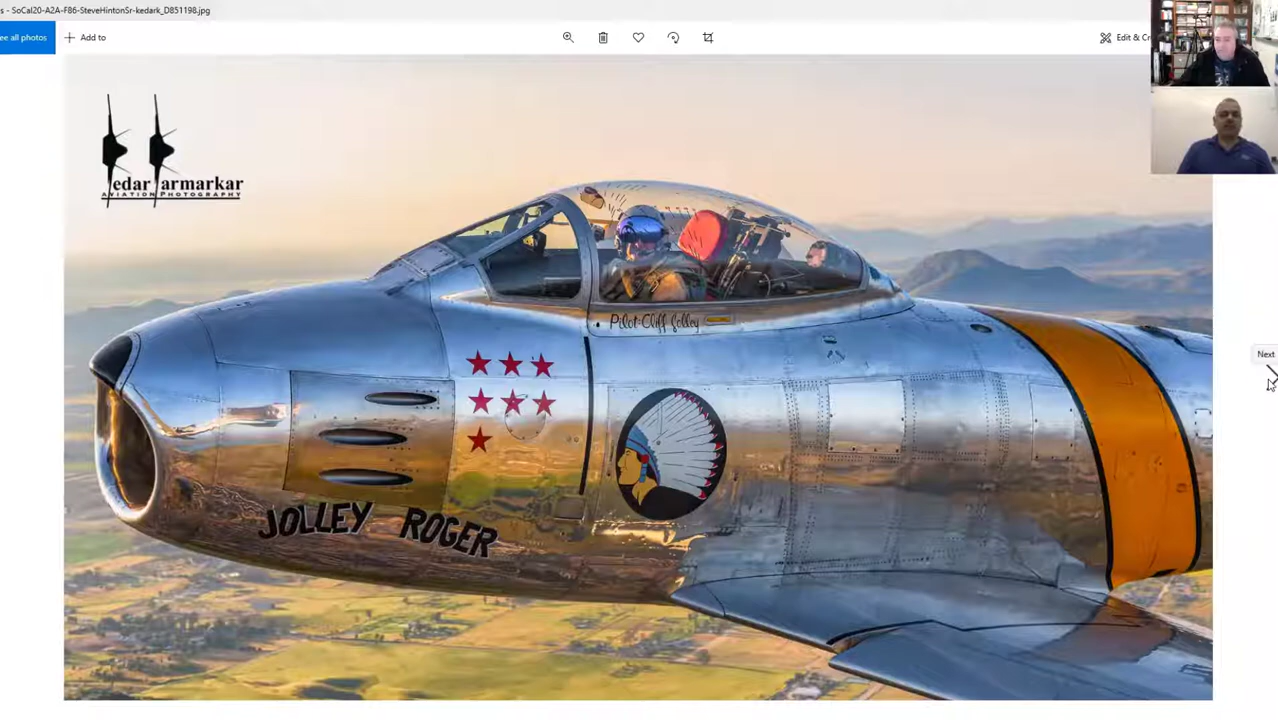 s - SoCal20-A2A-F86-SteveHintonSr-kedark_D851198.jpg
ee all photos
Add to
Edit & Cr
edar armarkar
AVIATION PHOTOGRAPHY
Pilot: Cliff Jolley
Next
JOLLEY ROGER